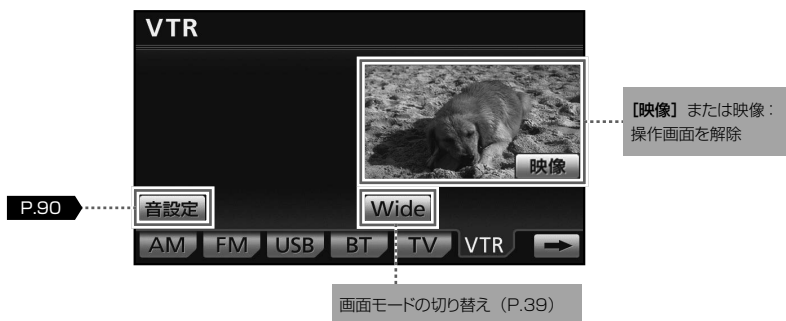 VTR
[映像]または映像：
操作画面を解除
映像
P.90
音設定
Wide
AM FM USB BT TV VTR
画面モードの切り替え（P.39）